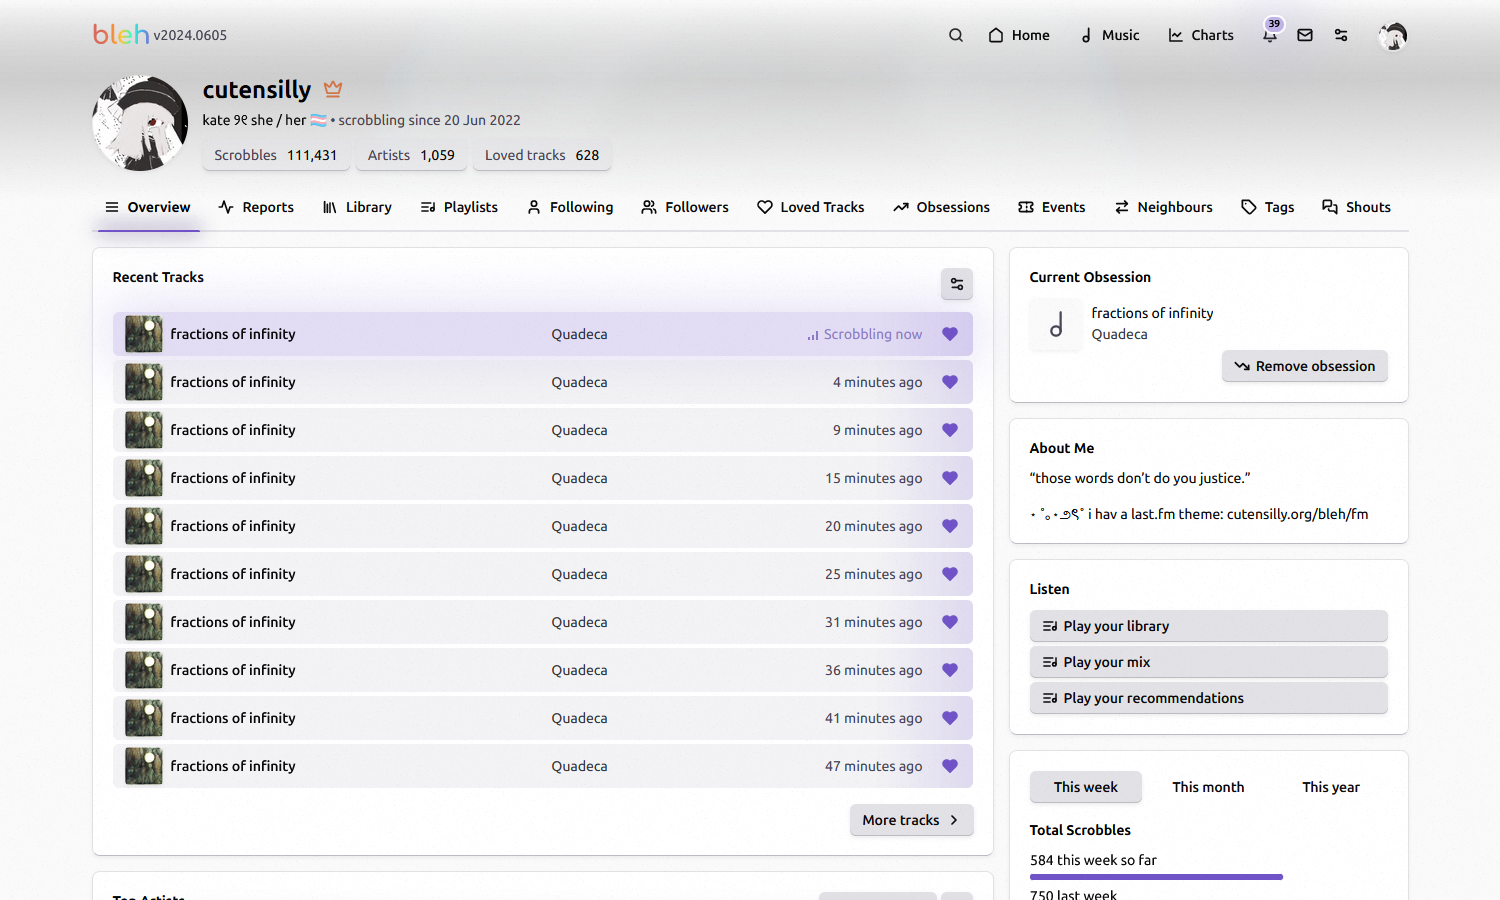 bleh v2024.0605
Home
Music
Charts
39
cutensilly
kate ୨୧ she / her 🏳️‍⚧️ • scrobbling since 20 Jun 2022
Scrobbles 111,431
Artists 1,059
Loved tracks 628
Overview
Reports
Library
Playlists
Following
Followers
Loved Tracks
Obsessions
Events
Neighbours
Tags
Shouts
Recent Tracks
fractions of infinity Quadeca Scrobbling now
fractions of infinity Quadeca 4 minutes ago
fractions of infinity Quadeca 9 minutes ago
fractions of infinity Quadeca 15 minutes ago
fractions of infinity Quadeca 20 minutes ago
fractions of infinity Quadeca 25 minutes ago
fractions of infinity Quadeca 31 minutes ago
fractions of infinity Quadeca 36 minutes ago
fractions of infinity Quadeca 41 minutes ago
fractions of infinity Quadeca 47 minutes ago
More tracks
Top Artists
Current Obsession
fractions of infinity
Quadeca
Remove obsession
About Me
“those words don’t do you justice.”
⋆ ˚｡⋆୨୧˚ i hav a last.fm theme: cutensilly.org/bleh/fm
Listen
Play your library
Play your mix
Play your recommendations
This week
This month
This year
Total Scrobbles
584 this week so far
750 last week